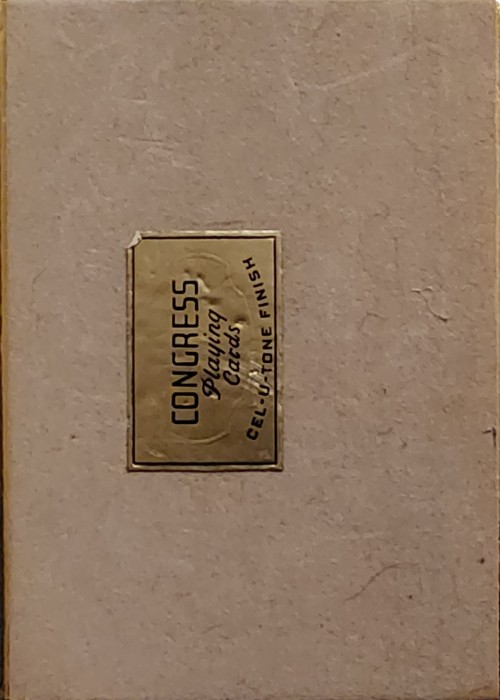 CONGRESS
Playing
Cards
CEL-U-TONE FINISH